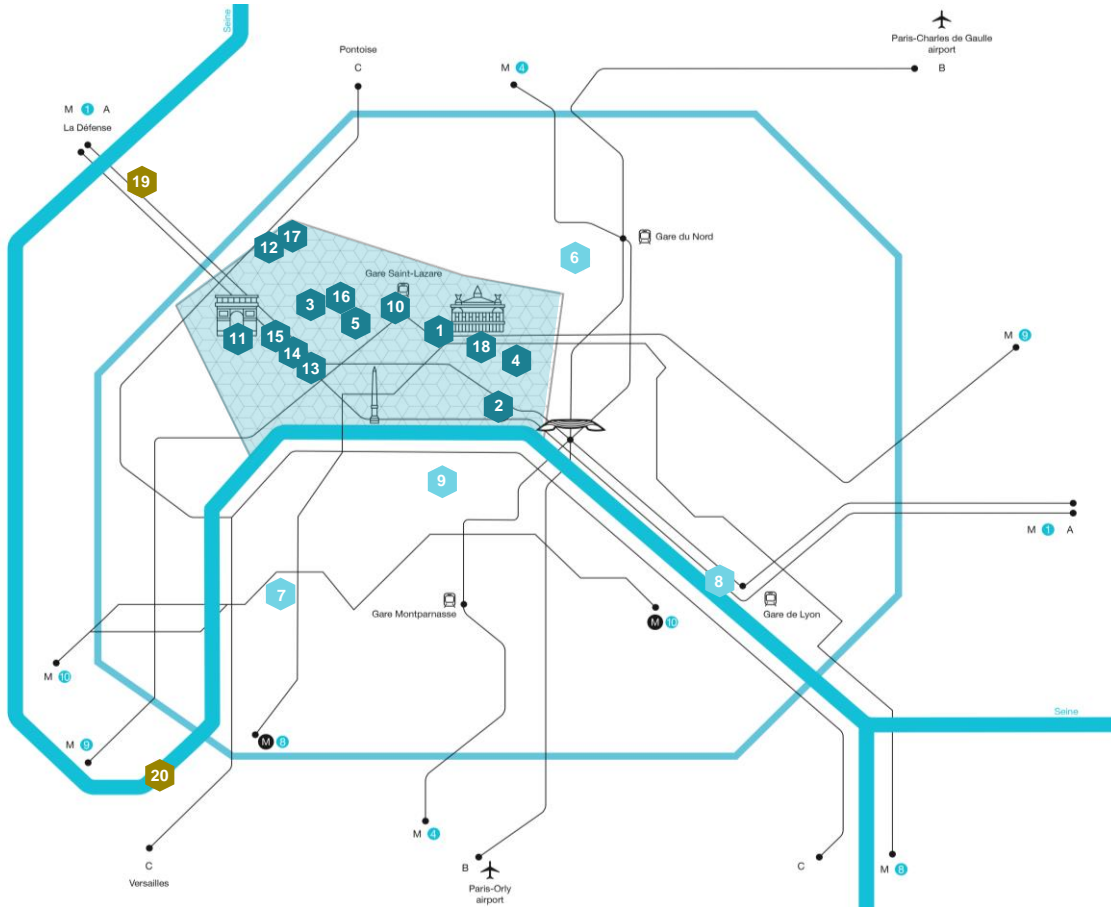 Seine
Paris-Charles de Gaulle
airport
B
Pontoise
C
M 4
M 1 A
La Défense
19
Gare du Nord
17
12
6
Gare Saint-Lazare
16
3
10
5
1
11
15
18
14
4
13
M 9
2
9
M 1 A
8
7
Gare de Lyon
Gare Montparnasse
M 10
M 10
Seine
M 8
M 9
20
M 4
C
Versailles
B
Paris-Orly
airport
C
M 8